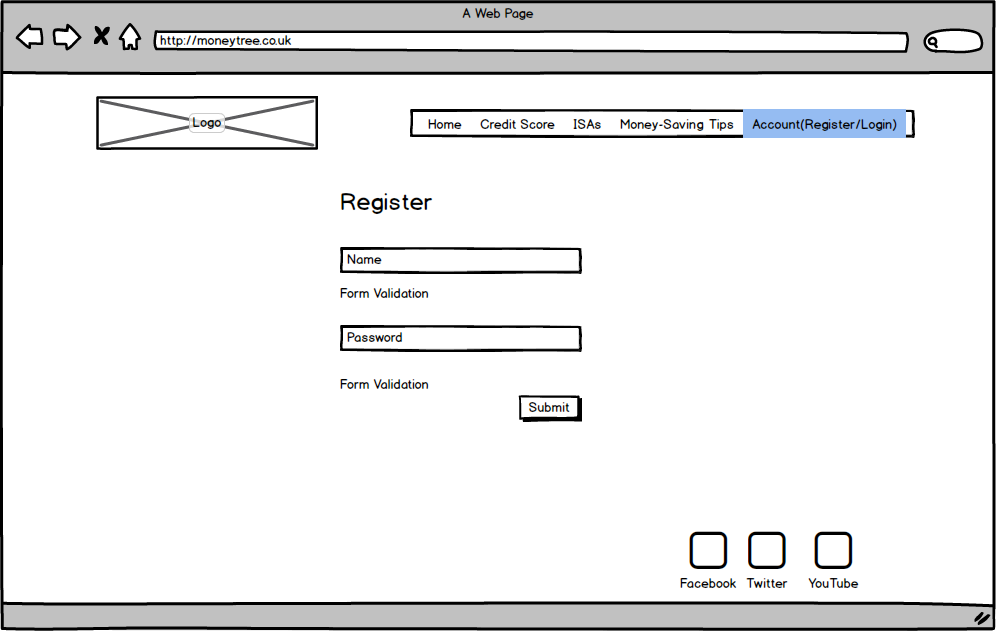 A Web Page
http://moneytree.co.uk
Logo
Home Credit Score ISAs Money-Saving Tips Account(Register/Login)
Register
Name
Form Validation
Password
Form Validation
Submit
Facebook Twitter YouTube